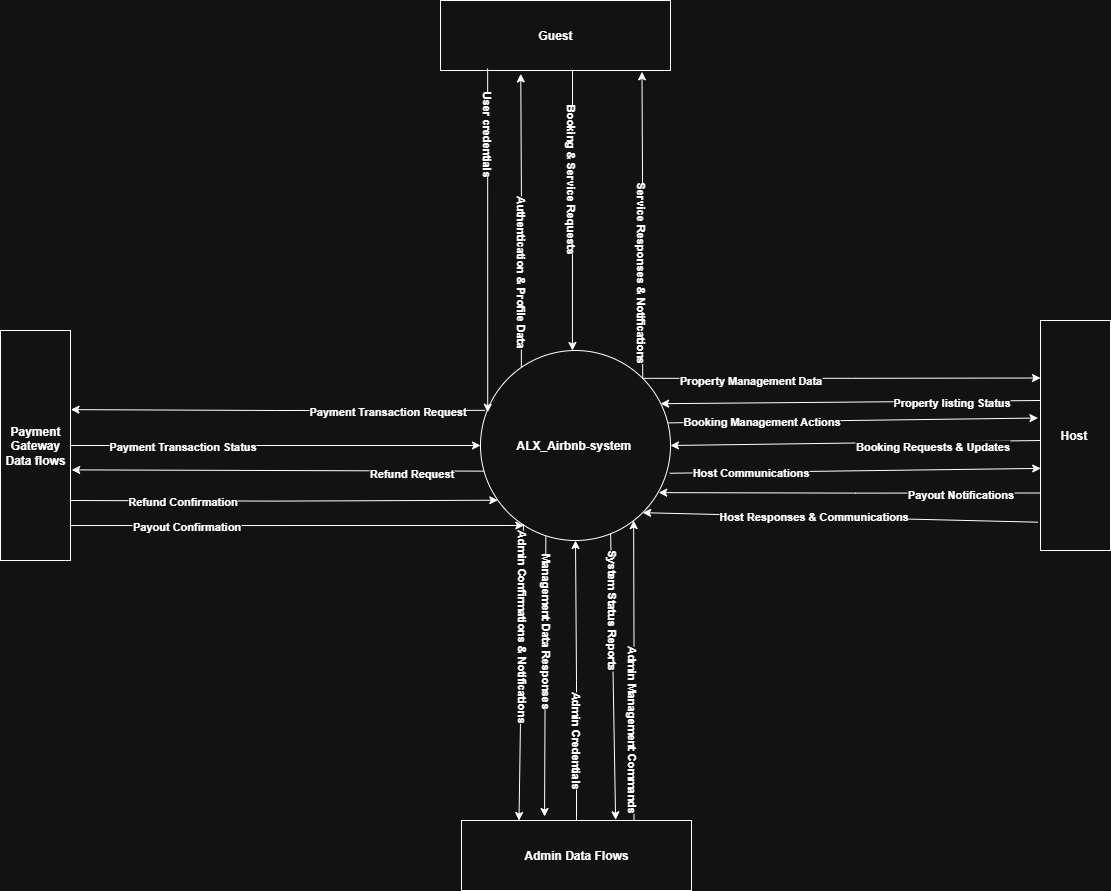 Guest
User credentials
Authentication & Profile Data
Booking & Service Requests
Service Responses & Notifications
Payment
Gateway
Data flows
Payment Transaction Request
Payment Transaction Status
Refund Request
Refund Confirmation
Payout Confirmation
ALX_Airbnb-system
Property Management Data
Property listing Status
Booking Management Actions
Booking Requests & Updates
Host Communications
Payout Notifications
Host Responses & Communications
Host
Admin Confirmations & Notifications
Management Data Responses
Admin Credentials
System Status Reports
Admin Management Commands
Admin Data Flows